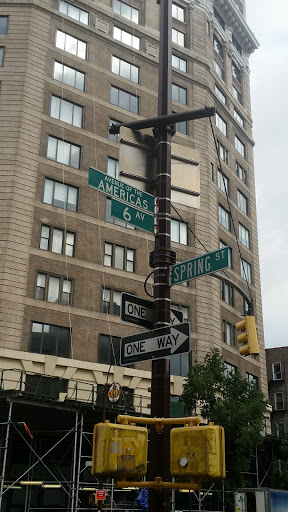 AVENUE OF THE
AMERICAS
6 AV
SPRING ST
ONE WAY
ONE WAY